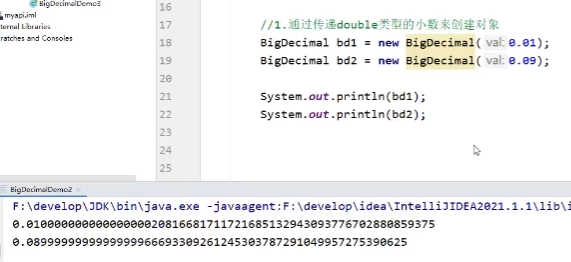 BigDecimalDemo3
myapi.iml
ternal Libraries
ratches and Consoles
16
17 //1.通过传递double类型的小数来创建对象
18 BigDecimal bd1 = new BigDecimal( val: 0.01);
19 BigDecimal bd2 = new BigDecimal( val: 0.09);
20
21 System.out.println(bd1);
22 System.out.println(bd2);
23
24
25
BigDecimalDemo2 ×
F:\develop\JDK\bin\java.exe -javaagent:F:\develop\idea\IntelliJIDEA2021.1.1\lib\i
0.01000000000000000020816681711721685132943093776702880859375
0.0899999999999999966693309261245303787291049957275390625